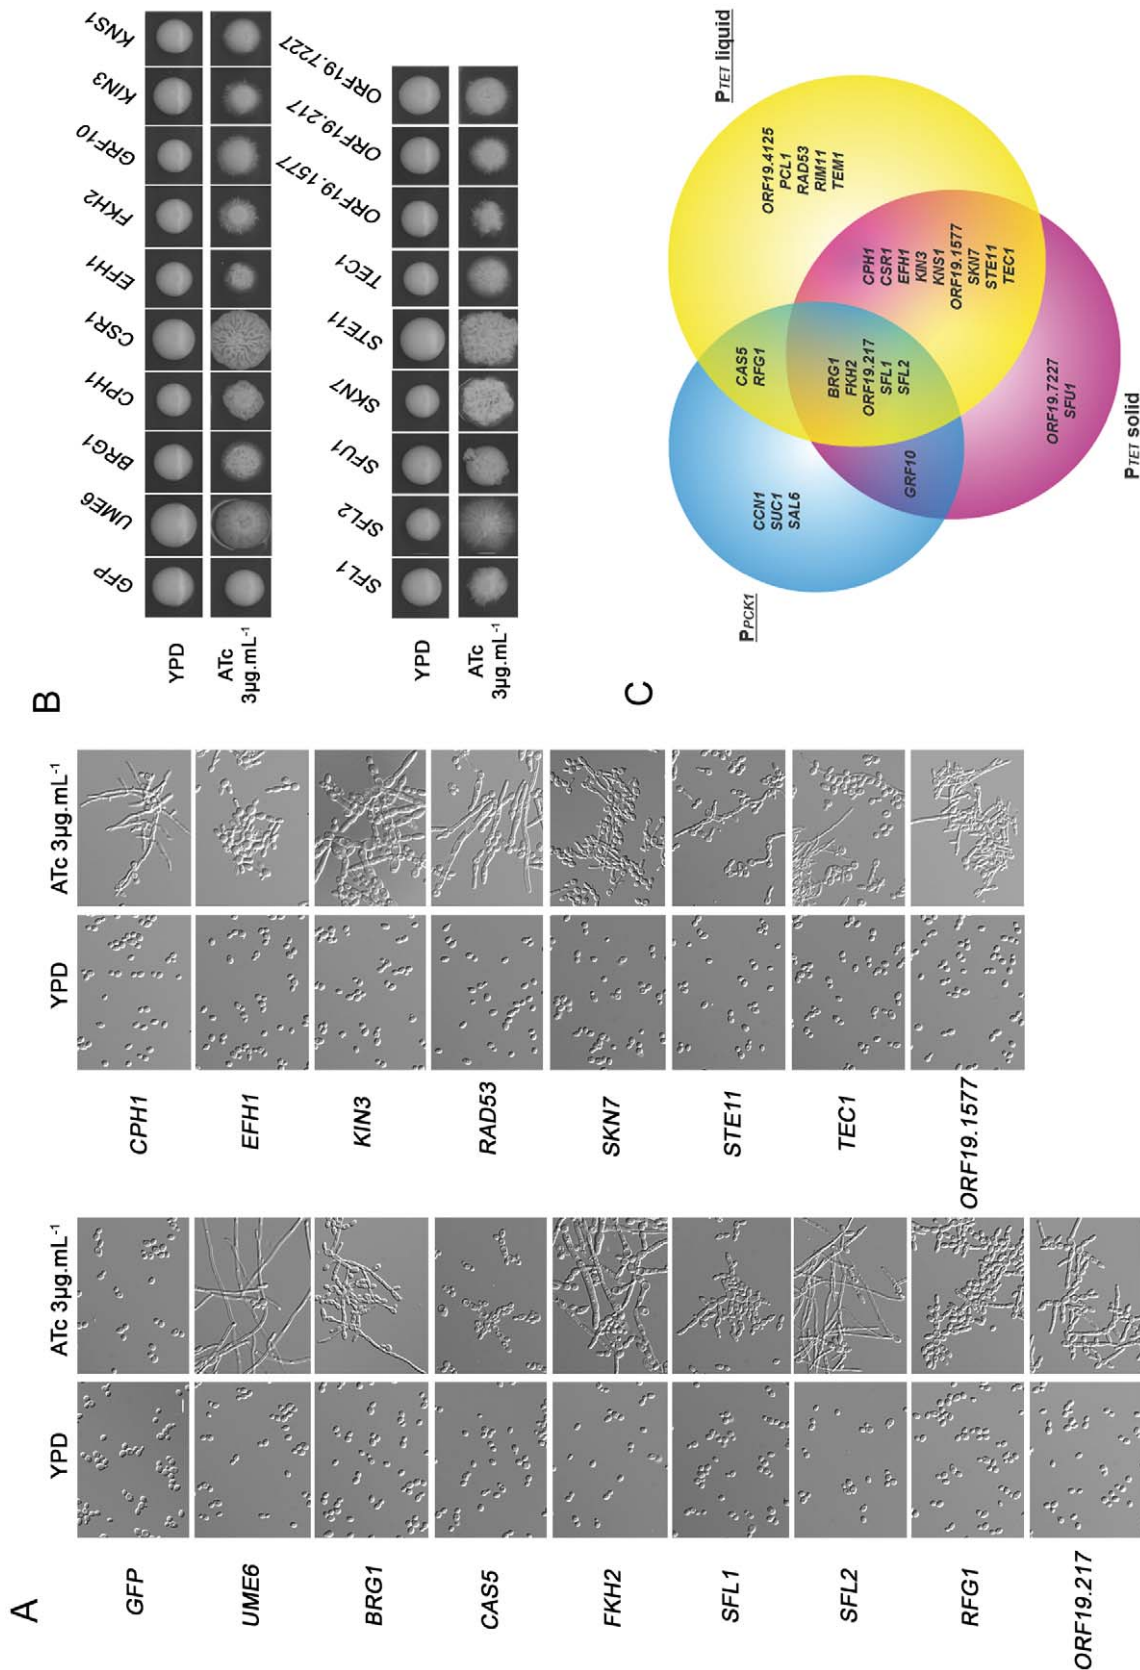 A
YPD
ATc 3µg.mL-1
GFP
UME6
BRG1
CAS5
FKH2
SFL1
SFL2
RFG1
ORF19.217
YPD
ATc 3µg.mL-1
CPH1
EFH1
KIN3
RAD53
SKN7
STE11
TEC1
ORF19.1577
B
GFP
UME6
BRG1
CPH1
CSR1
EFH1
FKH2
GRF10
KIN3
KNS1
YPD
ATc
3µg.mL-1
SFL1
SFL2
SFU1
SKN7
STE11
TEC1
ORF19.1577
ORF19.217
ORF19.7227
YPD
ATc
3µg.mL-1
C
PPCK1
PTET liquid
CCN1
SUC1
SAL6
CAS5
RFG1
ORF19.4125
PCL1
RAD53
RIM11
TEM1
BRG1
FKH2
ORF19.217
SFL1
SFL2
CPH1
CSR1
EFH1
KIN3
KNS1
ORF19.1577
SKN7
STE11
TEC1
GRF10
ORF19.7227
SFU1
PTET solid